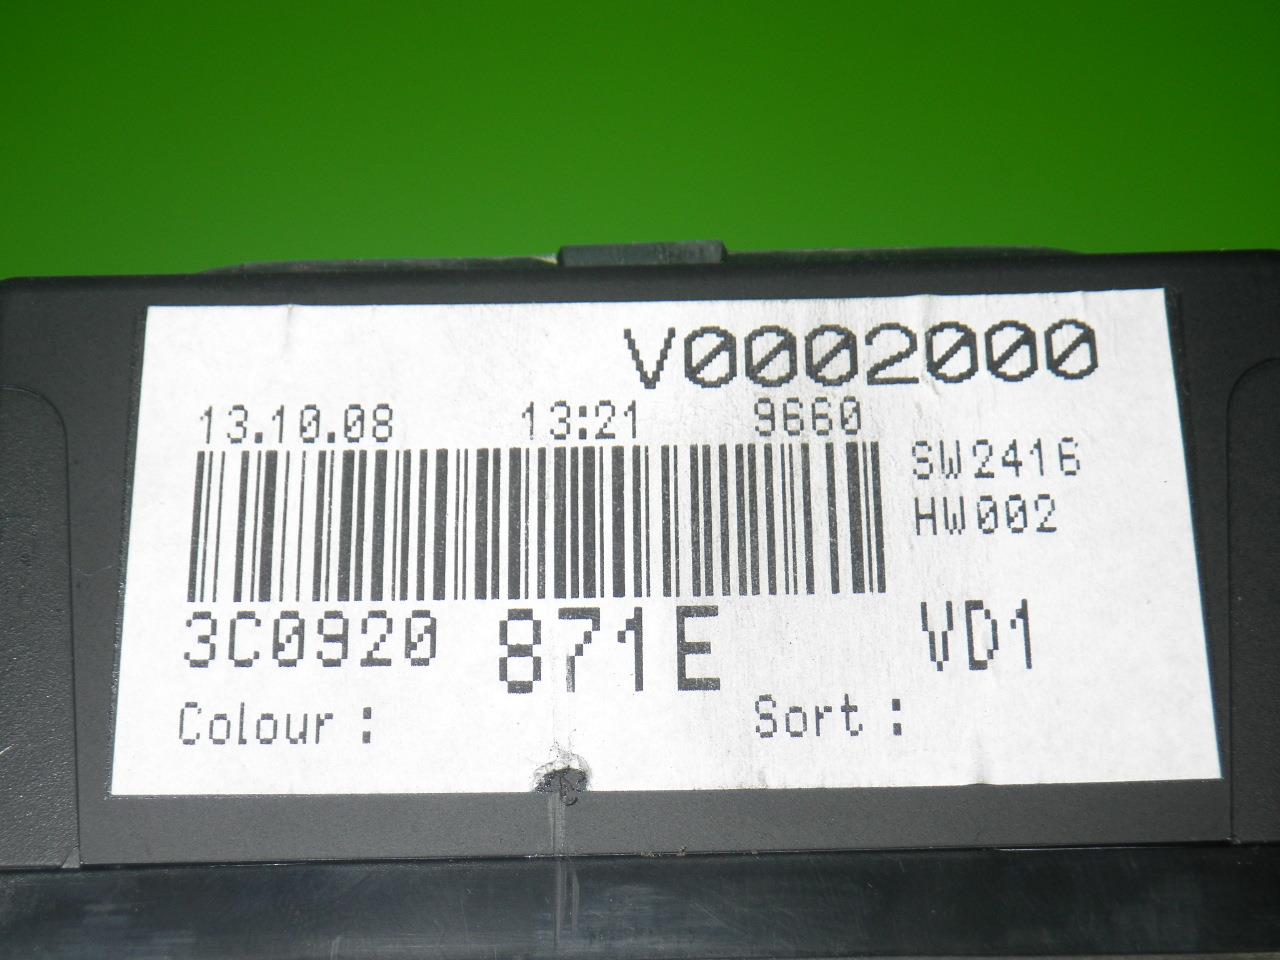 V0002000
13.10.08 13:21 9660
SW2416
HW002
3C0920 871E VD1
Colour : Sort :